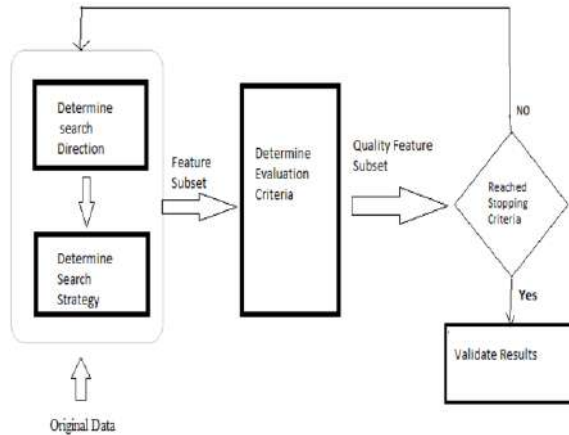 Determine
search
Direction
Determine
Search
Strategy
Original Data
Feature
Subset
Determine
Evaluation
Criteria
Quality Feature
Subset
NO
Reached
Stopping
Criteria
Yes
Validate Results